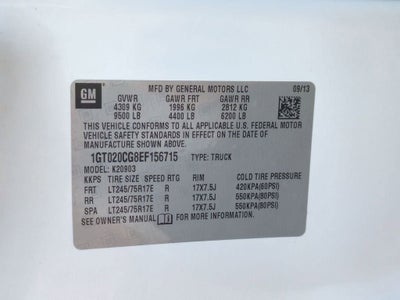 GM
MFD BY GENERAL MOTORS LLC 09/13
GVWR GAWR FRT GAWR RR
4309 KG 1996 KG 2812 KG
9500 LB 4400 LB 6200 LB
THIS VEHICLE CONFORMS TO ALL APPLICABLE U.S. FEDERAL MOTOR
VEHICLE SAFETY STANDARDS IN EFFECT ON THE DATE OF
MANUFACTURE SHOWN ABOVE.
1GT020CG8EF156715 TYPE: TRUCK
MODEL: K20903
KKPS TIRE SIZE SPEED RTG RIM COLD TIRE PRESSURE
FRT LT245/75R17E R 17X7.5J 420KPA(60PSI)
RR LT245/75R17E R 17X7.5J 550KPA(80PSI)
SPA LT245/75R17E R 17X7.5J 550KPA(80PSI)
SEE OWNER'S MANUAL FOR MORE INFORMATION.